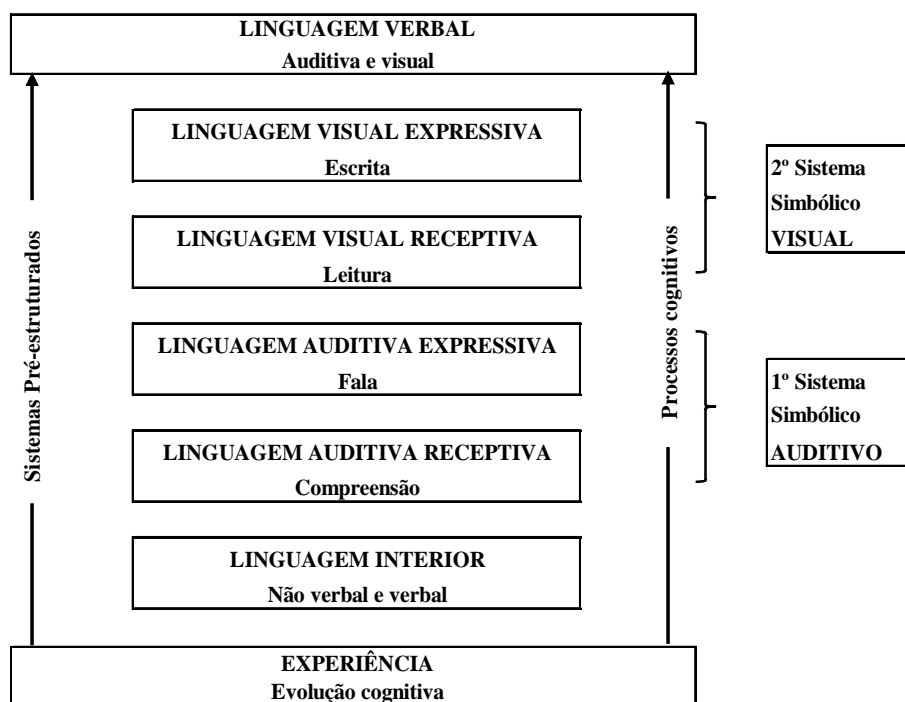 LINGUAGEM VERBAL
Auditiva e visual
LINGUAGEM VISUAL EXPRESSIVA
Escrita
LINGUAGEM VISUAL RECEPTIVA
Leitura
LINGUAGEM AUDITIVA EXPRESSIVA
Fala
LINGUAGEM AUDITIVA RECEPTIVA
Compreensão
LINGUAGEM INTERIOR
Não verbal e verbal
EXPERIÊNCIA
Evolução cognitiva
Sistemas Pré-estruturados
Processos cognitivos
2º Sistema
Simbólico
VISUAL
1º Sistema
Simbólico
AUDITIVO